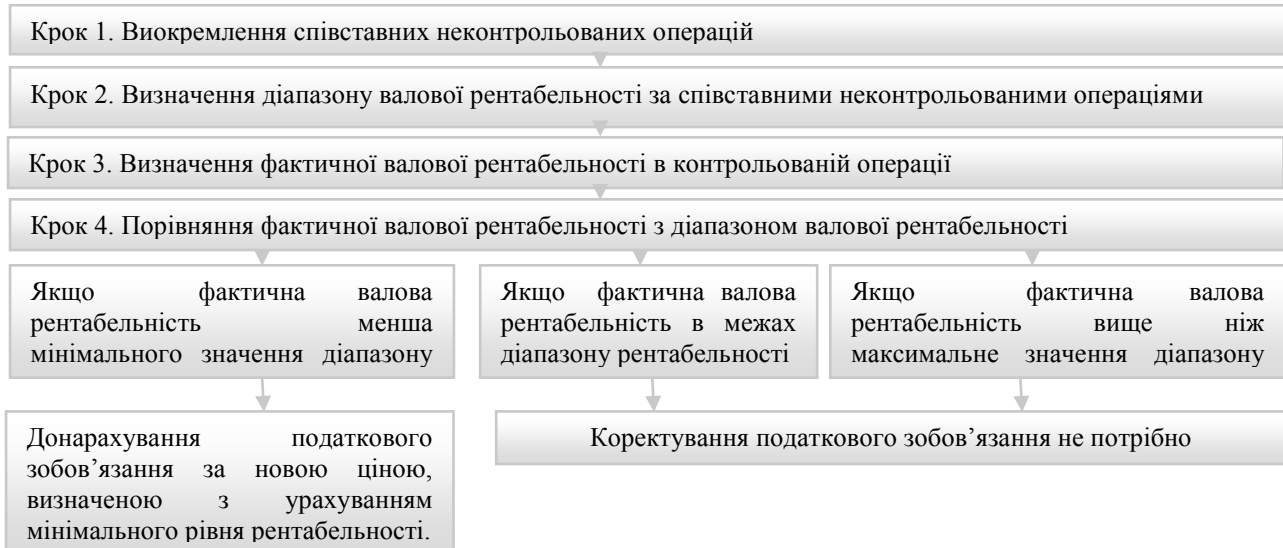 Крок 1. Виокремлення співставних неконтрольованих операцій
Крок 2. Визначення діапазону валової рентабельності за співставними неконтрольованими операціями
Крок 3. Визначення фактичної валової рентабельності в контрольованій операції
Крок 4. Порівняння фактичної валової рентабельності з діапазоном валової рентабельності
Якщо фактична валова
рентабельність менша
мінімального значення діапазону
Якщо фактична валова
рентабельність в межах
діапазону рентабельності
Якщо фактична валова
рентабельність вище ніж
максимальне значення діапазону
Донарахування податкового
зобов’язання за новою ціною,
визначеною з урахуванням
мінімального рівня рентабельності.
Коректування податкового зобов’язання не потрібно